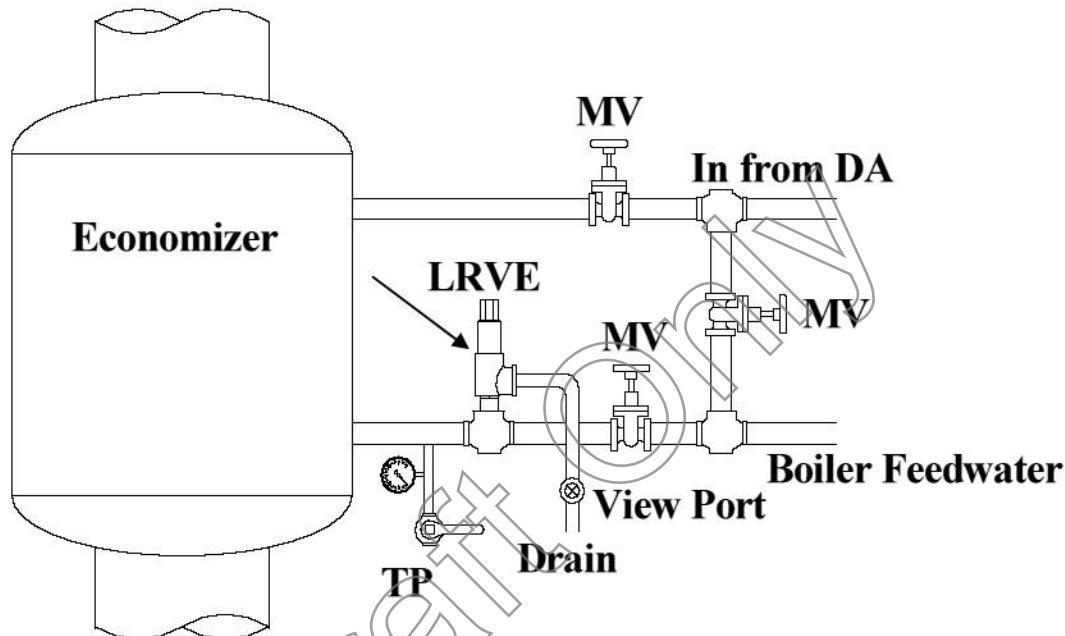 MV
In from DA
Economizer
LRVE
MV
MV
Boiler Feedwater
View Port
Drain
TP
Draft Only